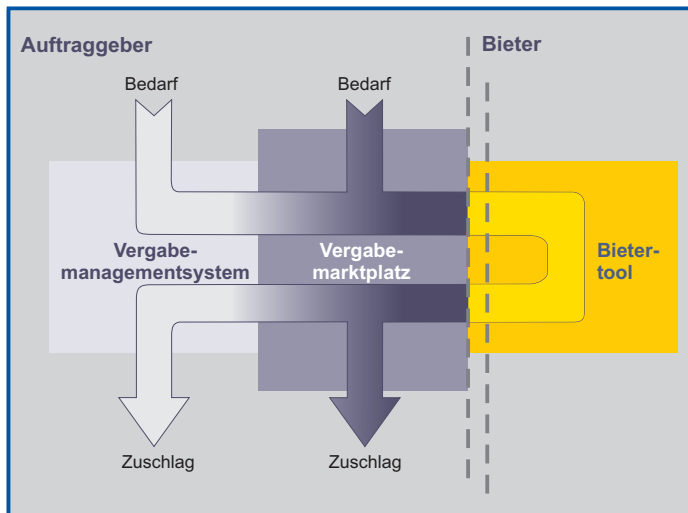 Auftraggeber
Bieter
Bedarf
Bedarf
Vergabe-
managementsystem
Vergabe-
marktplatz
Bieter-
tool
Zuschlag
Zuschlag